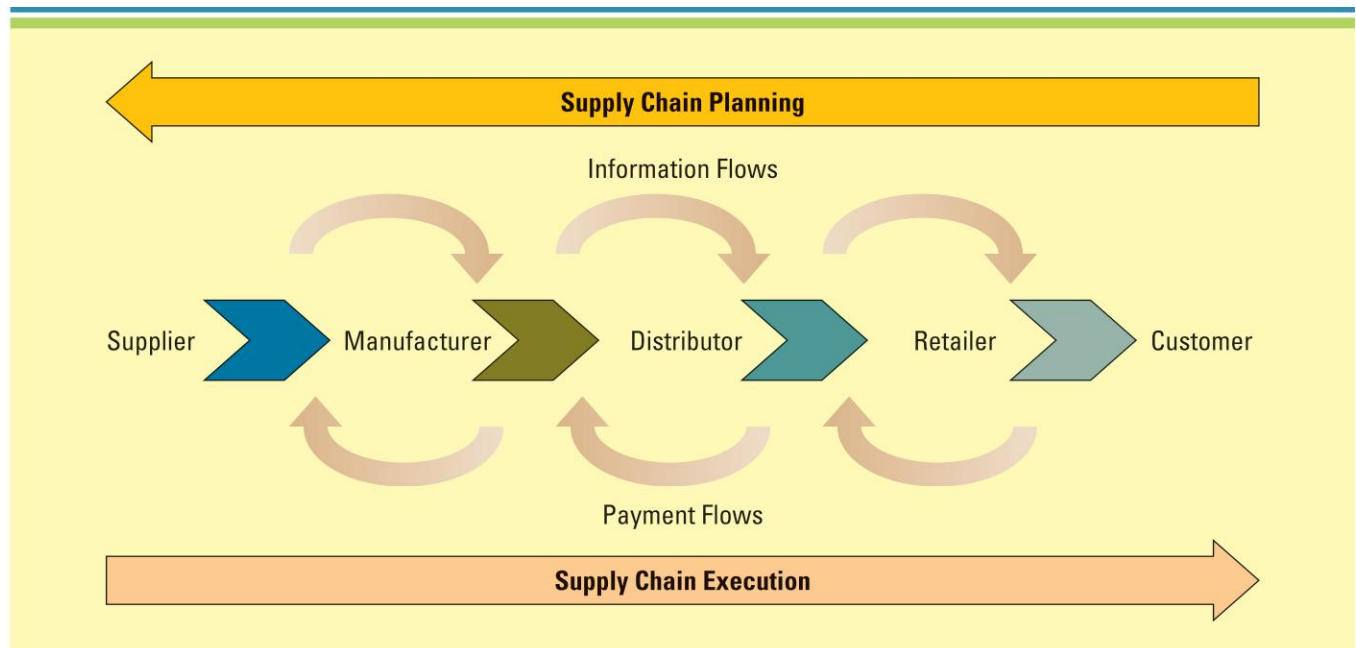 Supply Chain Planning
Information Flows
Supplier Manufacturer Distributor Retailer Customer
Payment Flows
Supply Chain Execution